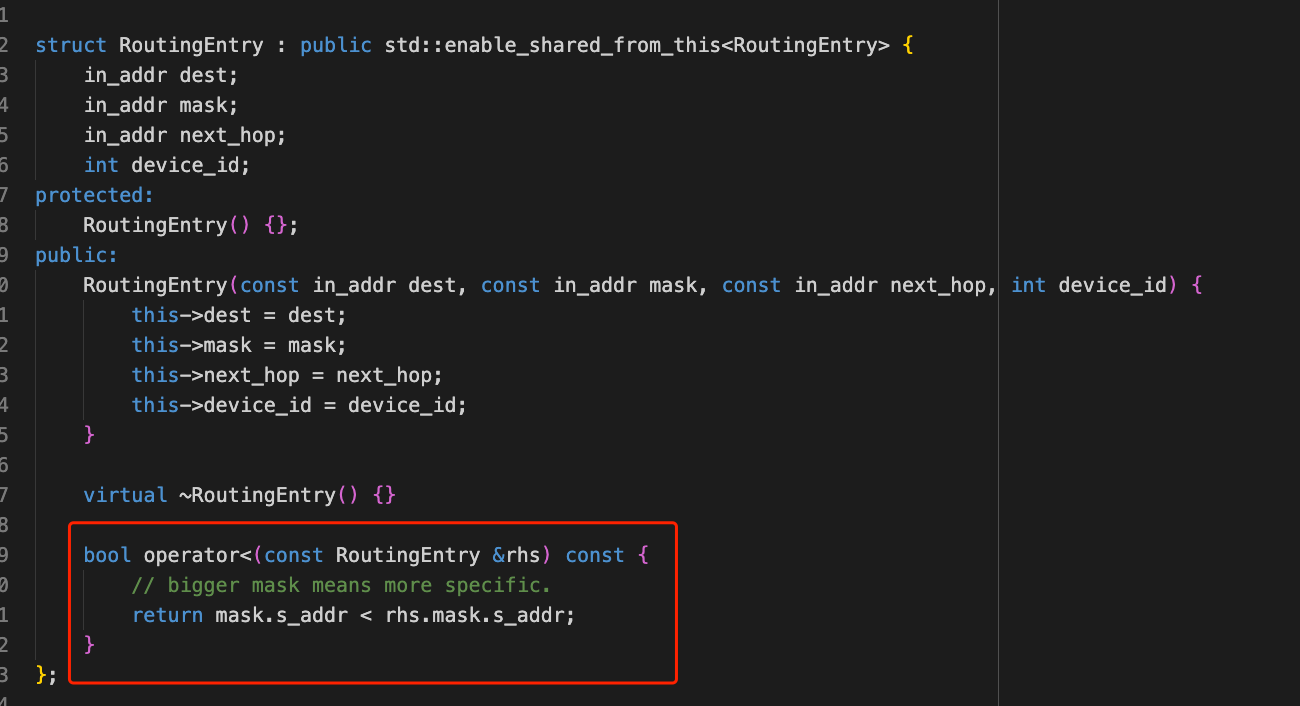 1
2 struct RoutingEntry : public std::enable_shared_from_this<RoutingEntry> {
3     in_addr dest;
4     in_addr mask;
5     in_addr next_hop;
6     int device_id;
7 protected:
8     RoutingEntry() {};
9 public:
0     RoutingEntry(const in_addr dest, const in_addr mask, const in_addr next_hop, int device_id) {
1         this->dest = dest;
2         this->mask = mask;
3         this->next_hop = next_hop;
4         this->device_id = device_id;
5     }
6
7     virtual ~RoutingEntry() {}
8
9     bool operator<(const RoutingEntry &rhs) const {
0         // bigger mask means more specific.
1         return mask.s_addr < rhs.mask.s_addr;
2     }
3 };
4